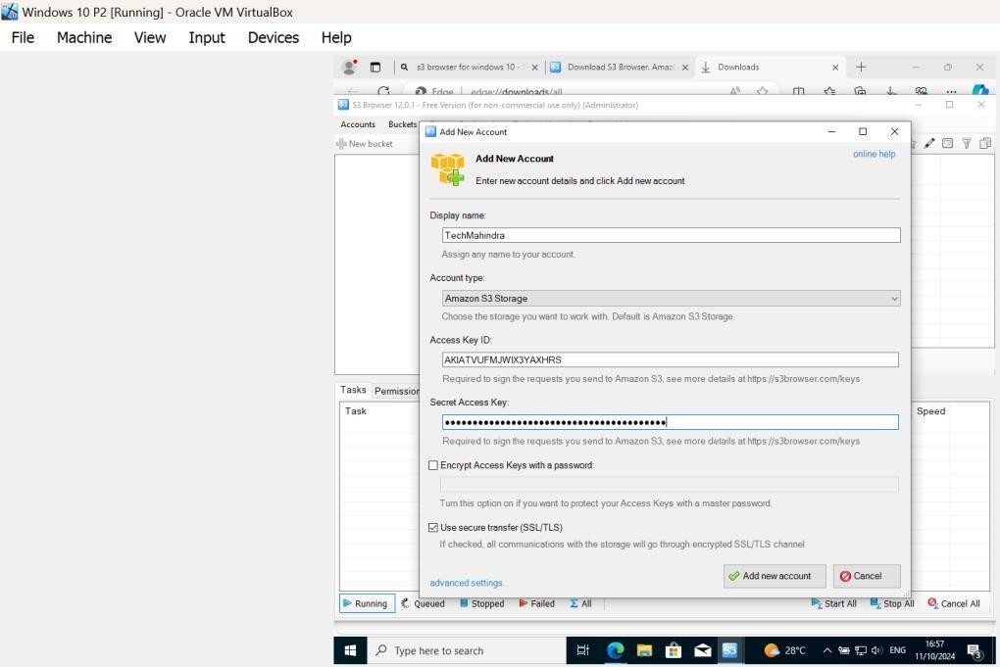 Windows 10 P2 [Running] - Oracle VM VirtualBox
File Machine View Input Devices Help
s3 browser for windows 10 -
Download S3 Browser. Amaz
Downloads
Edge edge://downloads/all
S3 Browser 12.0.1 - Free Version (for non-commercial use only) (Administrator)
Accounts Buckets
New bucket
Add New Account
Add New Account
online help
Enter new account details and click Add new account
Display name:
TechMahindra
Assign any name to your account.
Account type:
Amazon S3 Storage
Choose the storage you want to work with. Default is Amazon S3 Storage.
Access Key ID:
AKIATVUFMJWIX3YAXHRS
Required to sign the requests you send to Amazon S3, see more details at https://s3browser.com/keys
Secret Access Key:
Required to sign the requests you send to Amazon S3, see more details at https://s3browser.com/keys
Encrypt Access Keys with a password:
Turn this option on if you want to protect your Access Keys with a master password.
Use secure transfer (SSL/TLS)
If checked, all communications with the storage will go through encrypted SSL/TLS channel
advanced settings..
Add new account
Cancel
Tasks Permission
Task
Speed
Running Queued Stopped Failed All
Start All Stop All Cancel All
Type here to search
S3
28°C
ENG
16:57
11/10/2024
3